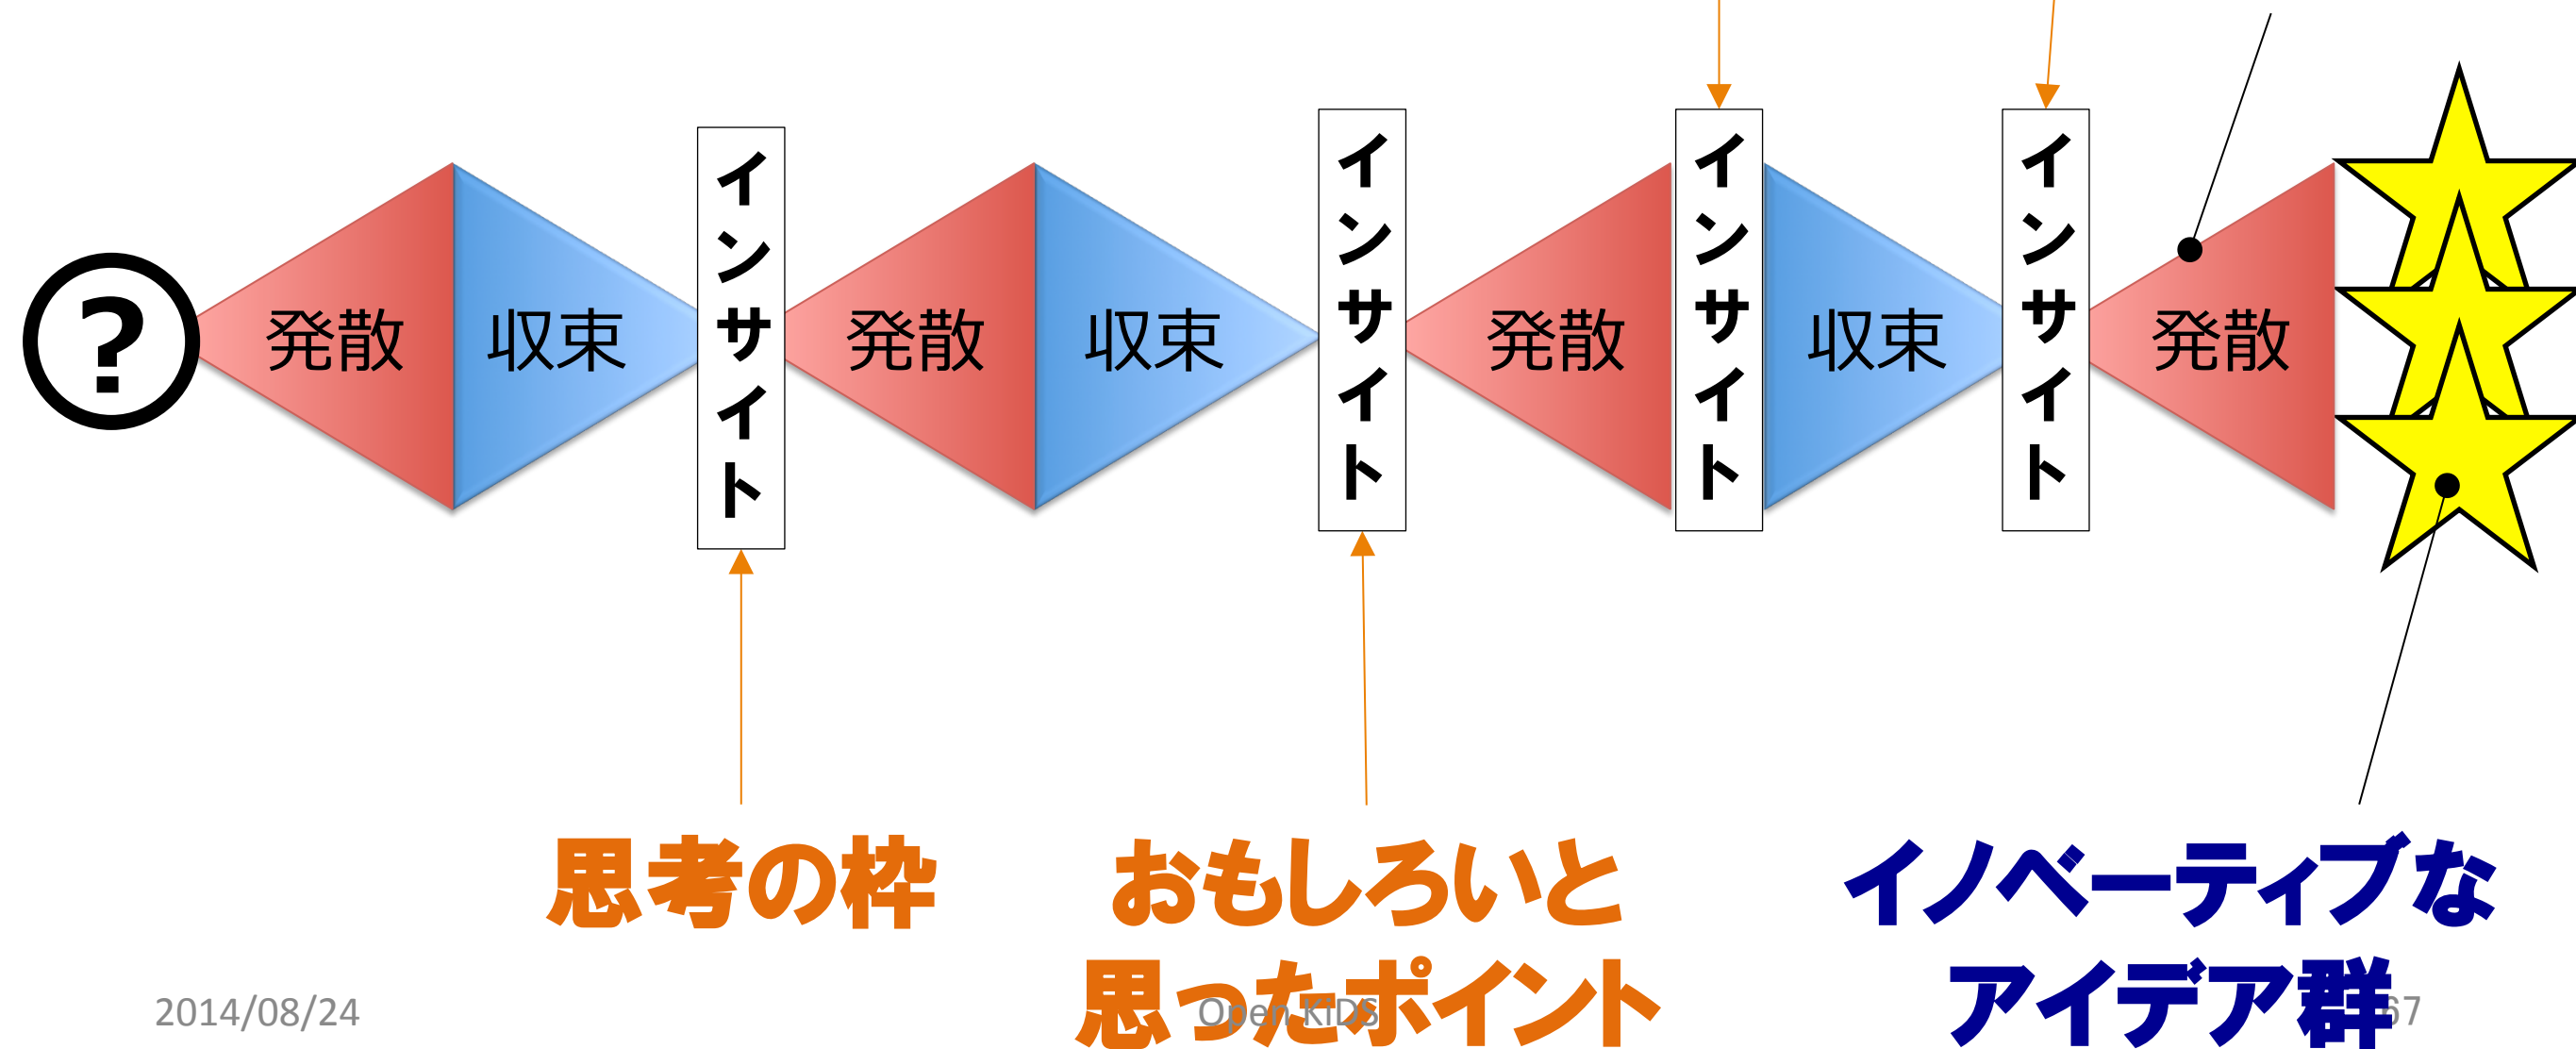 ?
発散
収束
インサイト
発散
収束
インサイト
発散
インサイト
収束
インサイト
発散
思考の枠
おもしろいと
思ったポイント
イノベーティブな
アイデア群
2014/08/24
Open KiDS
67